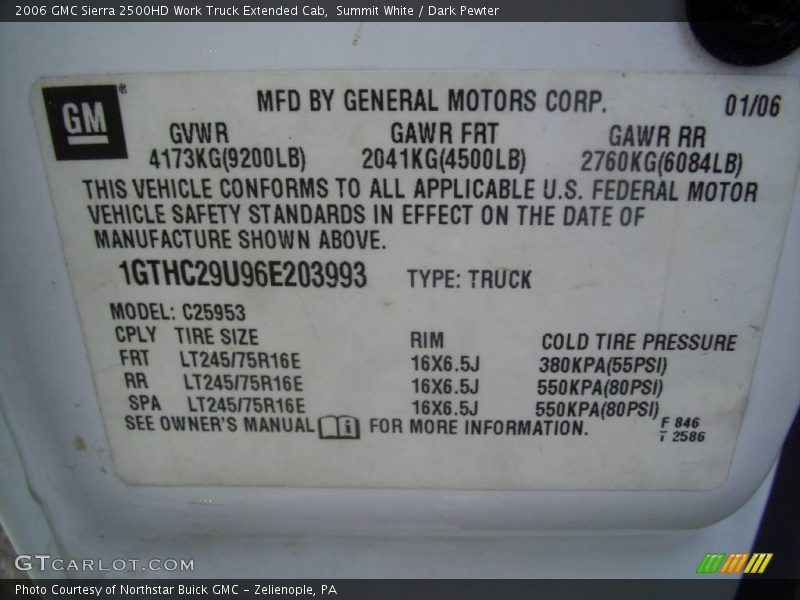 2006 GMC Sierra 2500HD Work Truck Extended Cab,  Summit White / Dark Pewter
GM ®
MFD BY GENERAL MOTORS CORP. 01/06
GVWR GAWR FRT GAWR RR
4173KG(9200LB) 2041KG(4500LB) 2760KG(6084LB)
THIS VEHICLE CONFORMS TO ALL APPLICABLE U.S. FEDERAL MOTOR
VEHICLE SAFETY STANDARDS IN EFFECT ON THE DATE OF
MANUFACTURE SHOWN ABOVE.
1GTHC29U96E203993 TYPE: TRUCK
MODEL: C25953
CPLY TIRE SIZE RIM COLD TIRE PRESSURE
FRT LT245/75R16E 16X6.5J 380KPA(55PSI)
RR LT245/75R16E 16X6.5J 550KPA(80PSI)
SPA LT245/75R16E 16X6.5J 550KPA(80PSI)
SEE OWNER'S MANUAL i FOR MORE INFORMATION.
F 846
T 2586
GTCARLOT.COM
Photo Courtesy of Northstar Buick GMC - Zelienople, PA